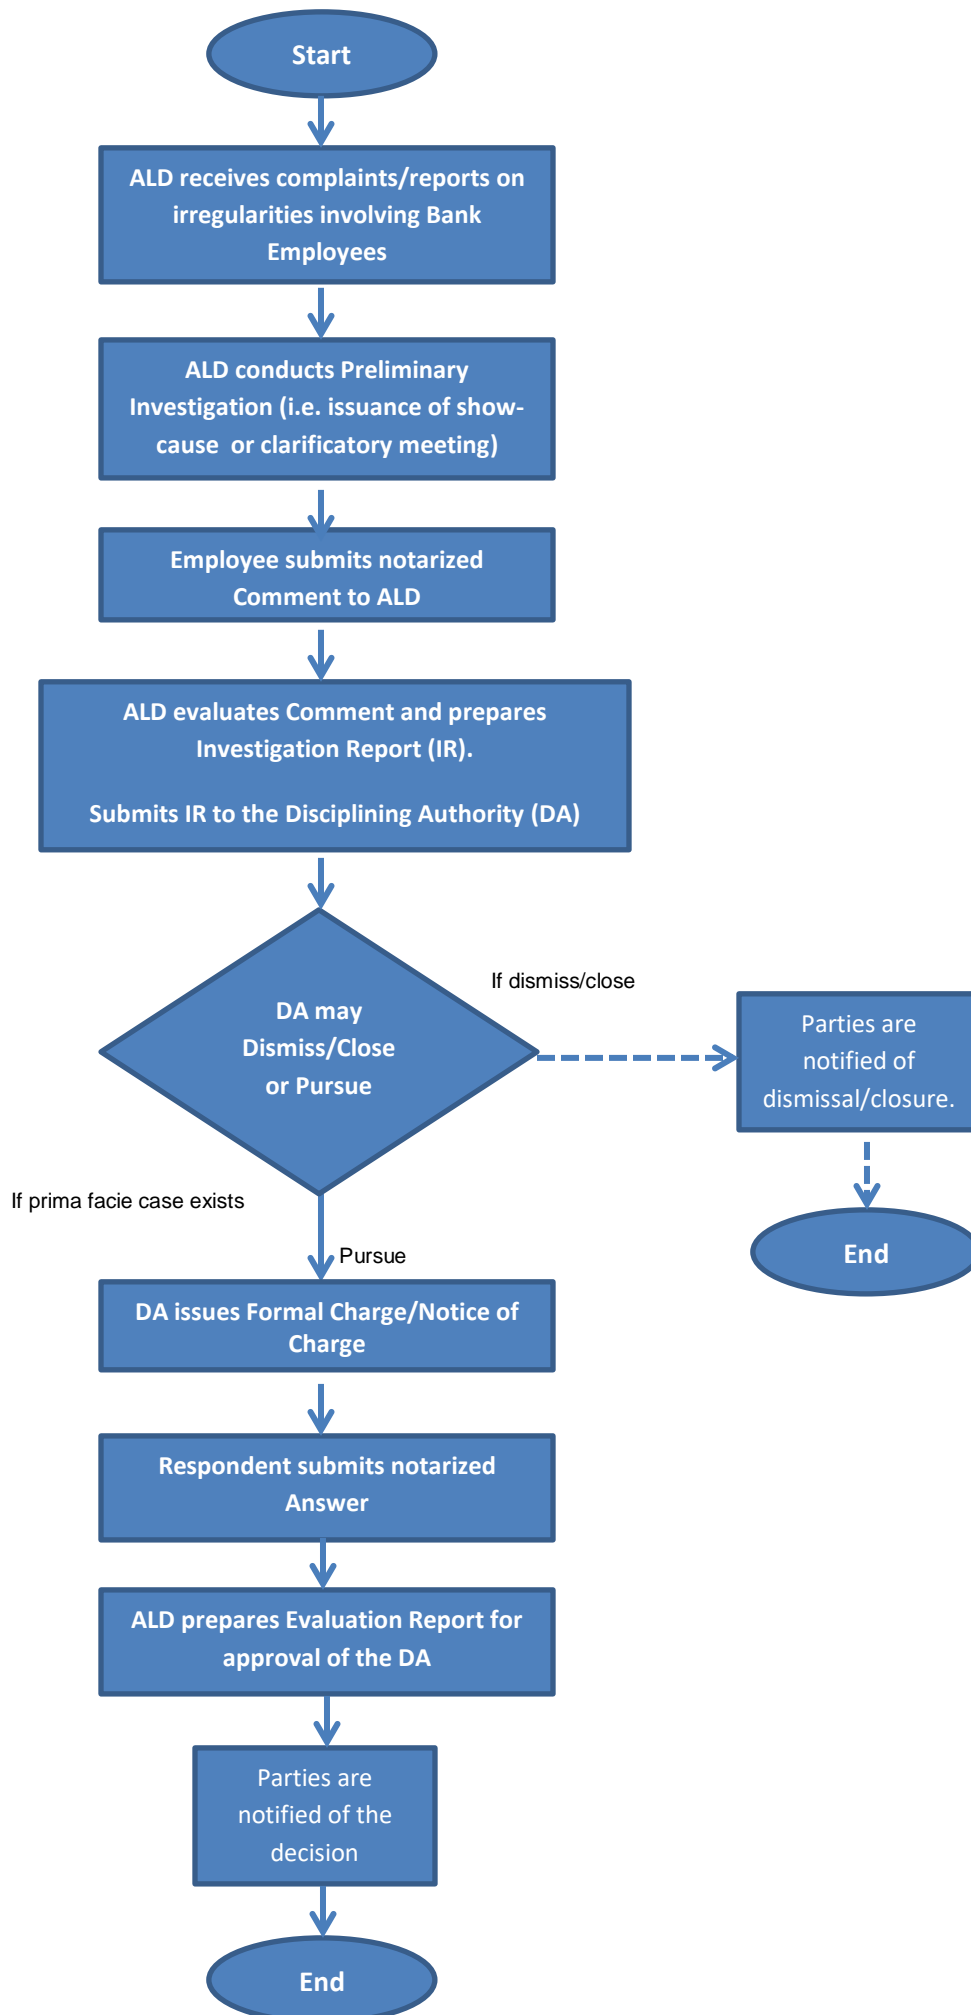 Start
ALD receives complaints/reports on
irregularities involving Bank
Employees
ALD conducts Preliminary
Investigation (i.e. issuance of show-
cause  or clarificatory meeting)
Employee submits notarized
Comment to ALD
ALD evaluates Comment and prepares
Investigation Report (IR).
Submits IR to the Disciplining Authority (DA)
DA may
Dismiss/Close
or Pursue
If dismiss/close
Parties are
notified of
dismissal/closure.
End
If prima facie case exists
Pursue
DA issues Formal Charge/Notice of
Charge
Respondent submits notarized
Answer
ALD prepares Evaluation Report for
approval of the DA
Parties are
notified of the
decision
End